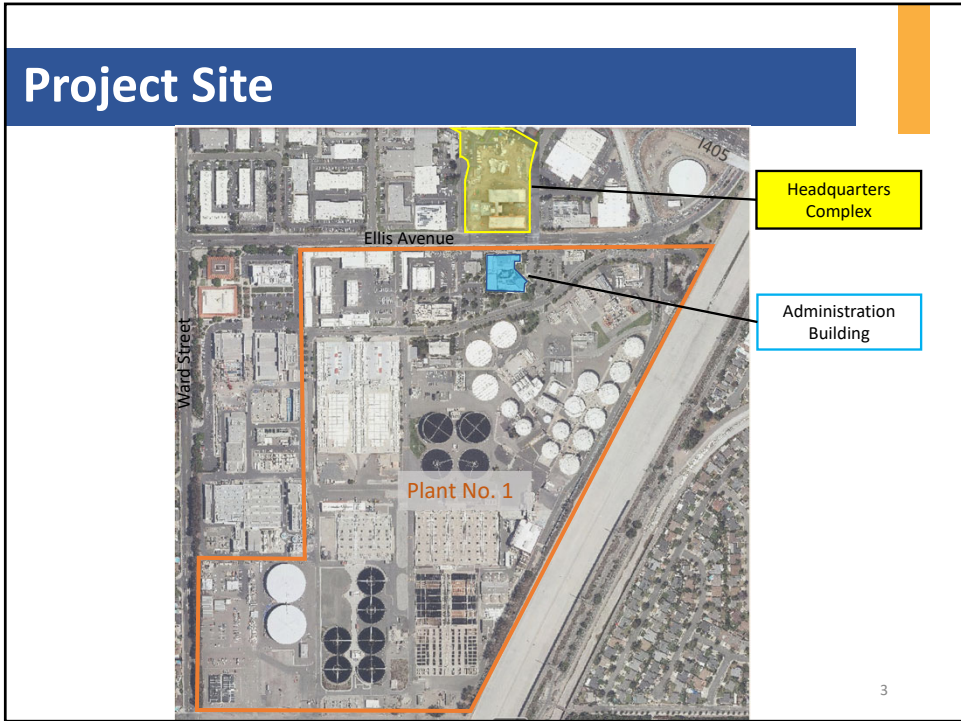 Project Site
I405
Headquarters
Complex
Ellis Avenue
Administration
Building
Ward Street
Plant No. 1
3